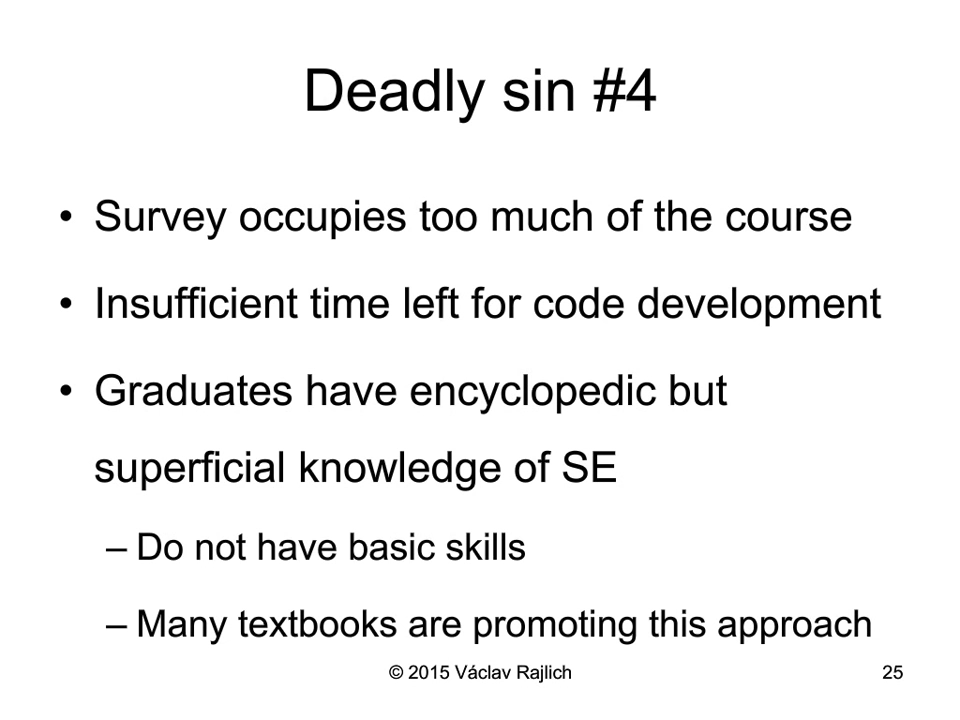 Deadly sin #4
• Survey occupies too much of the course
• Insufficient time left for code development
• Graduates have encyclopedic but
superficial knowledge of SE
– Do not have basic skills
– Many textbooks are promoting this approach
© 2015 Václav Rajlich 25